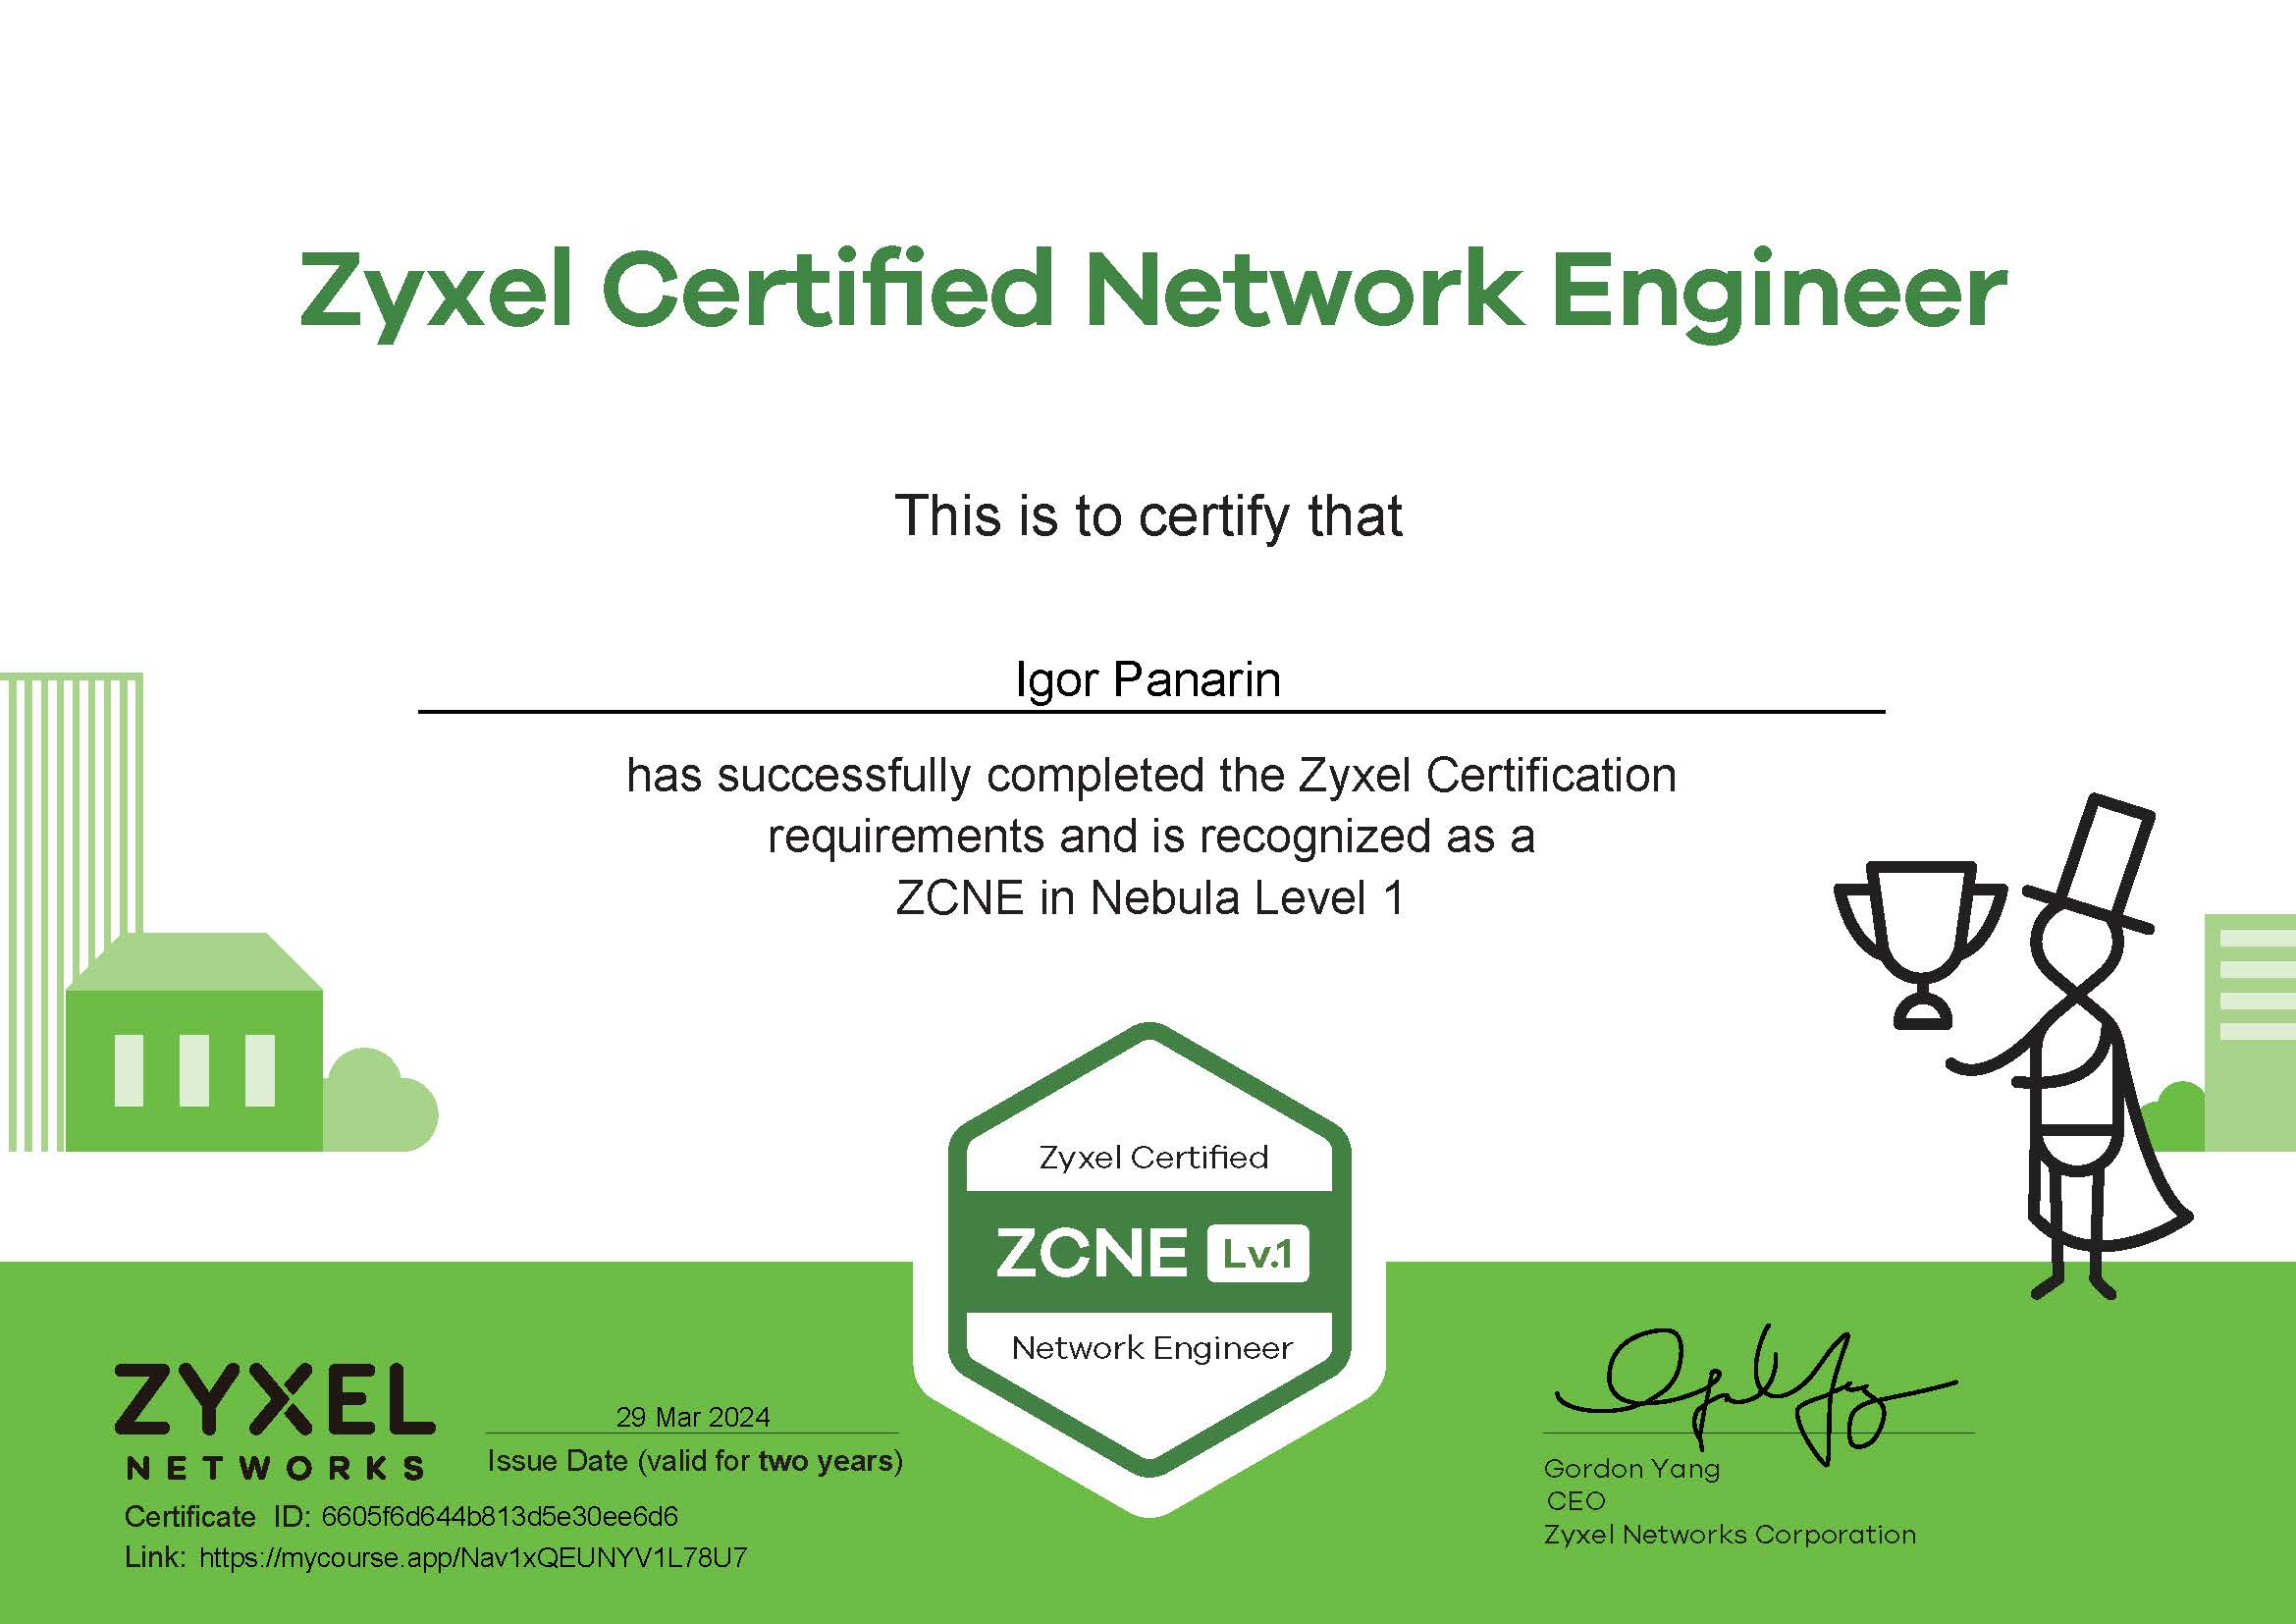 Zyxel Certified Network Engineer
This is to certify that
Igor Panarin
has successfully completed the Zyxel Certification
requirements and is recognized as a
ZCNE in Nebula Level 1
Zyxel Certified
ZCNE Lv.1
Network Engineer
ZYXEL
NETWORKS
29 Mar 2024
Issue Date (valid for two years)
Certificate ID: 6605f6d644b813d5e30ee6d6
Link: https://mycourse.app/Nav1xQEUNYV1L78U7
Gordon Yang
CEO
Zyxel Networks Corporation